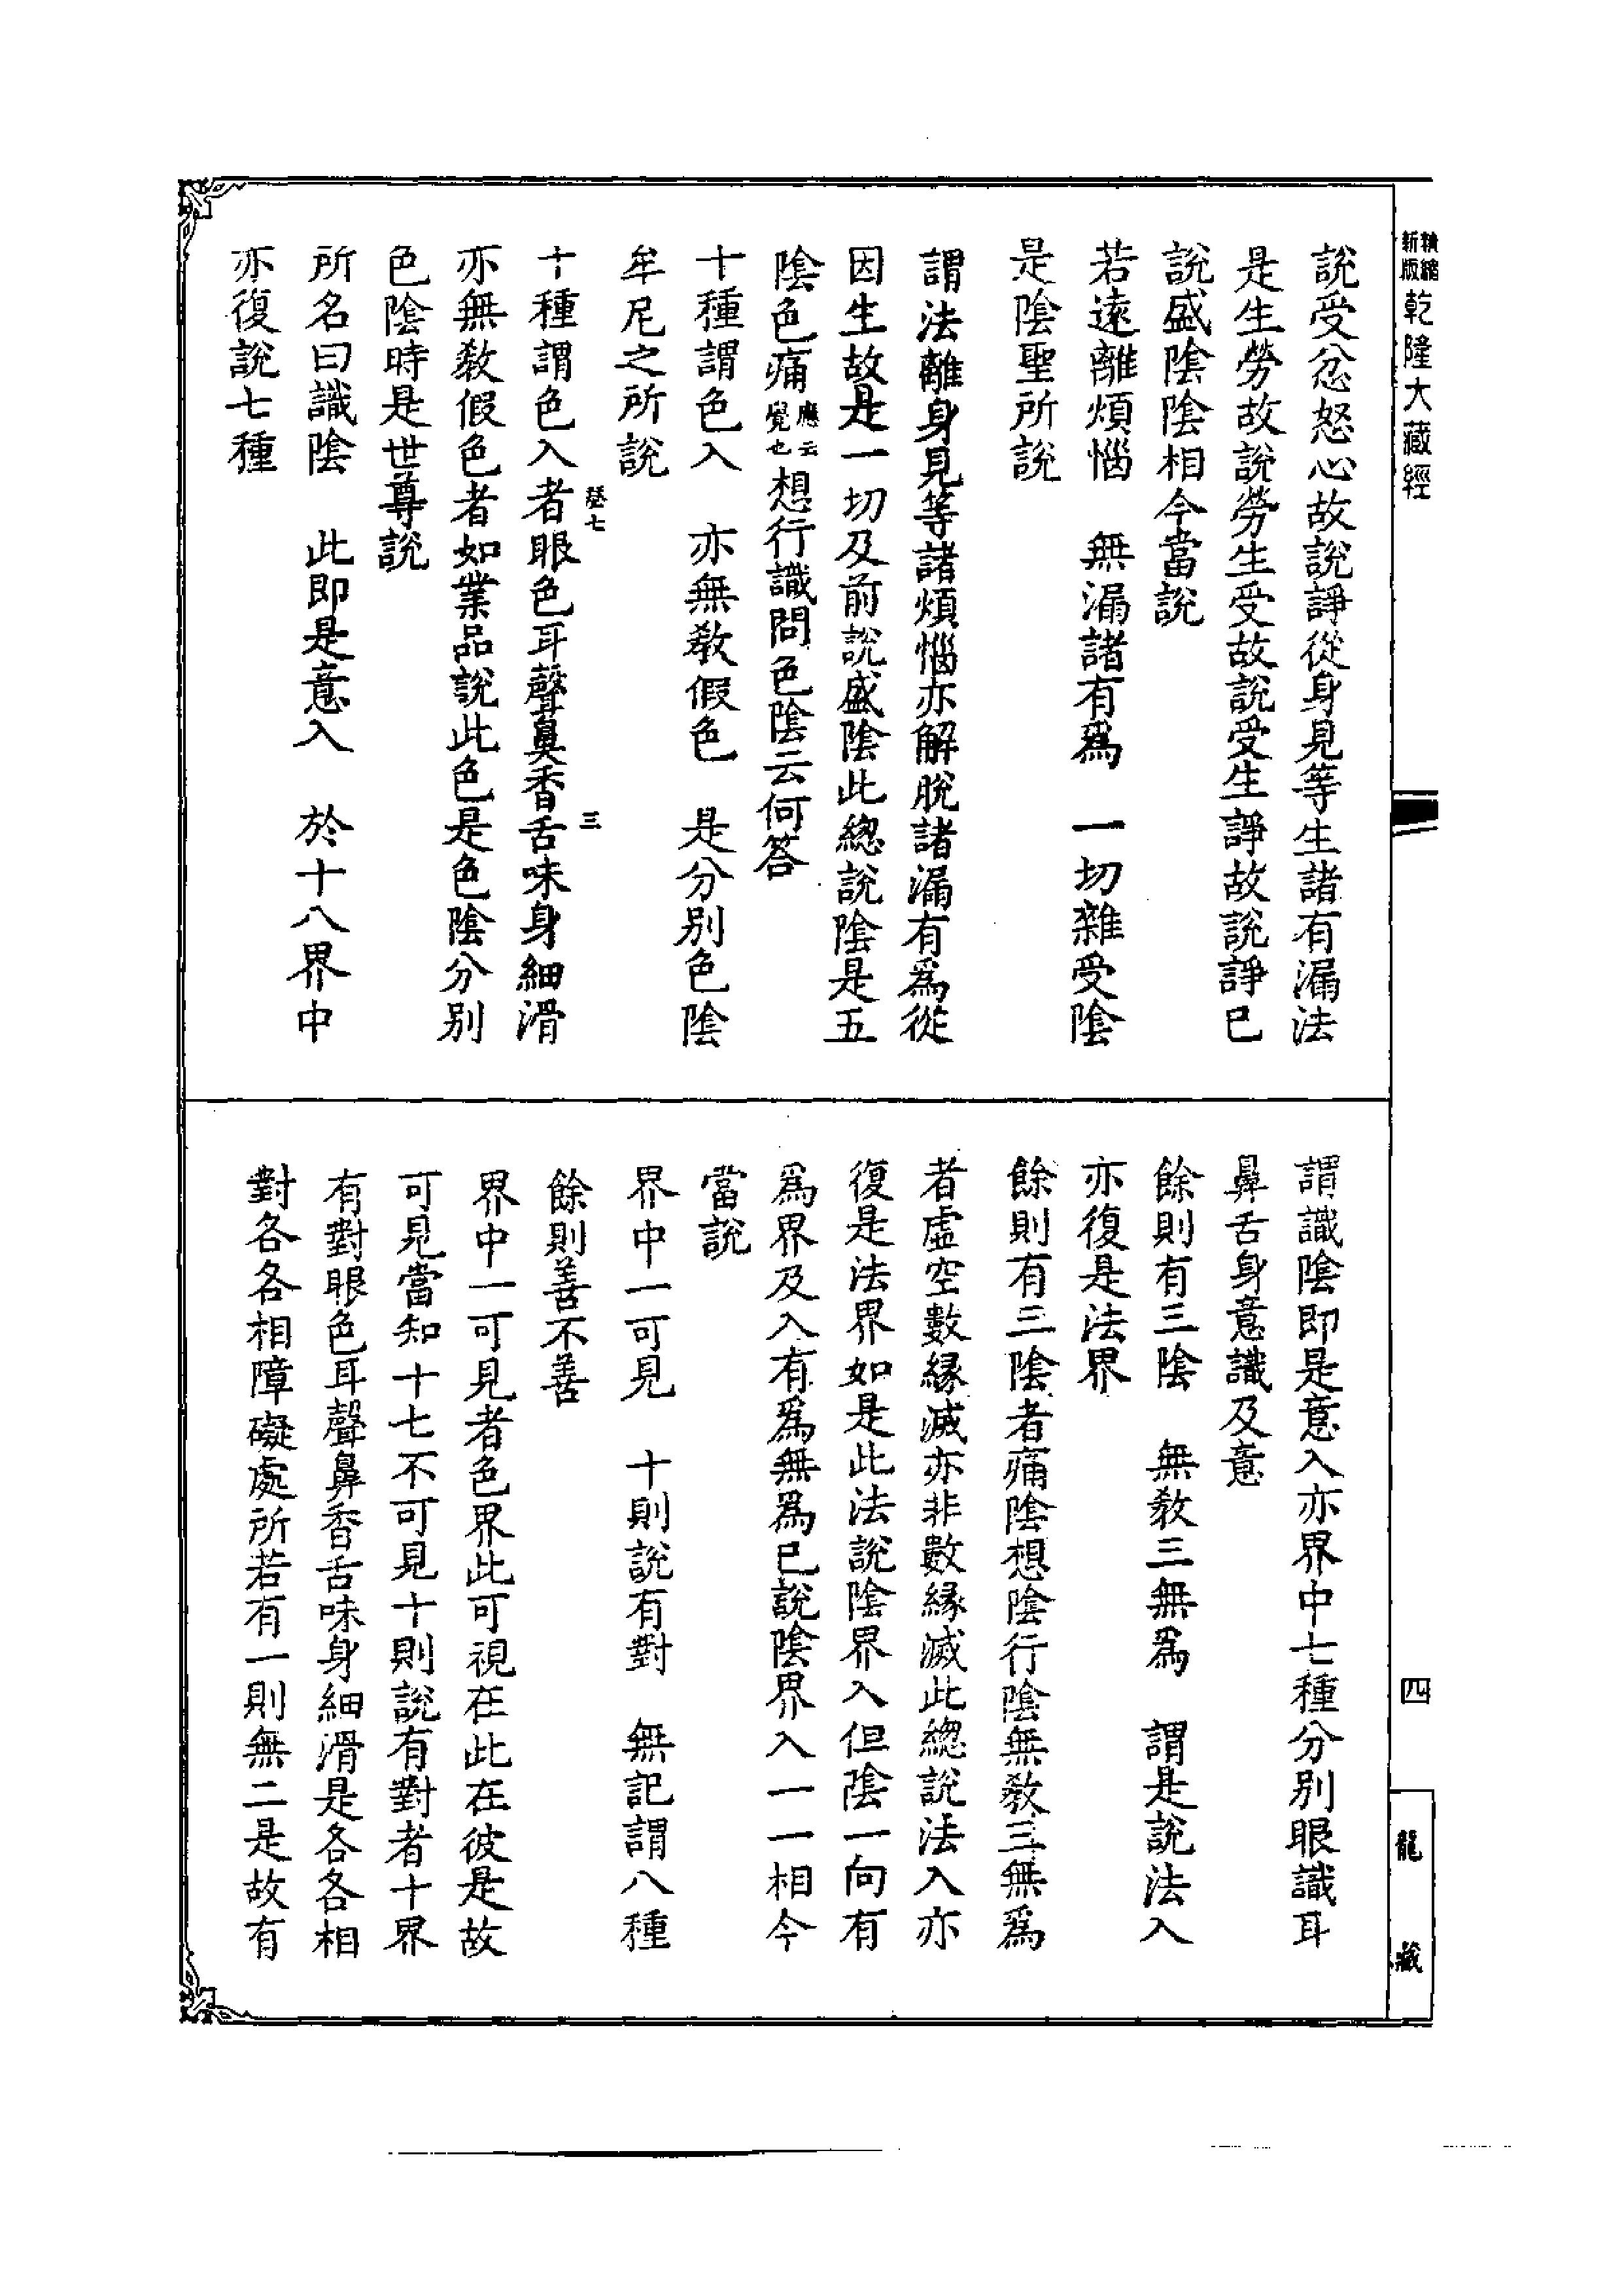 精縮
新版
乾隆大藏經
說受忿怒心故說諍從身見等生諸有漏法
是生勞故說勞生受故說受生諍故說諍已
說盛陰陰相今當說
若遠離煩惱　無漏諸有為　一切雜受陰
是陰聖所說
謂法離身見等諸煩惱亦解脫諸漏有為從
因生故是一切及前說盛陰此總說陰是五
陰色痛應云覺也想行識問色陰云何答
十種謂色入　亦無教假色　是分別色陰
牟尼之所說
癸七　三
十種謂色入者眼色耳聲鼻香舌味身細滑
亦無教假色者如業品說此色是色陰分別
色陰時是世尊說
所名曰識陰　此即是意入　於十八界中
亦復說七種
謂識陰即是意入亦界中七種分別眼識耳
鼻舌身意識及意
餘則有三陰　無教三無為　謂是說法入
亦復是法界
餘則有三陰者痛陰想陰行陰無教三無為
者虛空數緣滅亦非數緣滅此總說法入亦
復是法界如是此法說陰界入但陰一向有
為界及入有為無為已說陰界入一一相今
當說
界中一可見　十則說有對　無記謂八種
餘則善不善
界中一可見者色界此可視在此在彼是故
可見當知十七不可見十則說有對者十界
有對眼色耳聲鼻香舌味身細滑是各各相
對各各相障礙處所若有一則無二是故有
四
龍藏